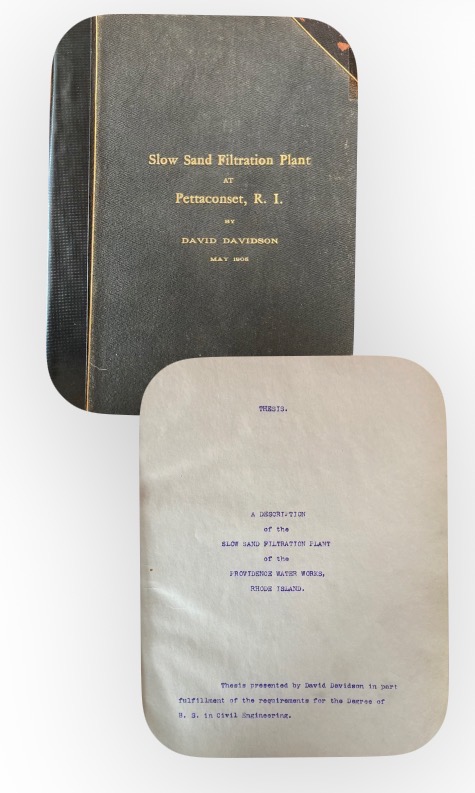 Slow Sand Filtration Plant
AT
Pettaconset, R. I.
BY
DAVID DAVIDSON
MAY 1905
THESIS.
A DESCRIPTION
of the
SLOW SAND FILTRATION PLANT
of the
PROVIDENCE WATER WORKS,
RHODE ISLAND.
Thesis presented by David Davidson in part
fulfillment of the requirements for the Degree of
B. S. in Civil Engineering.